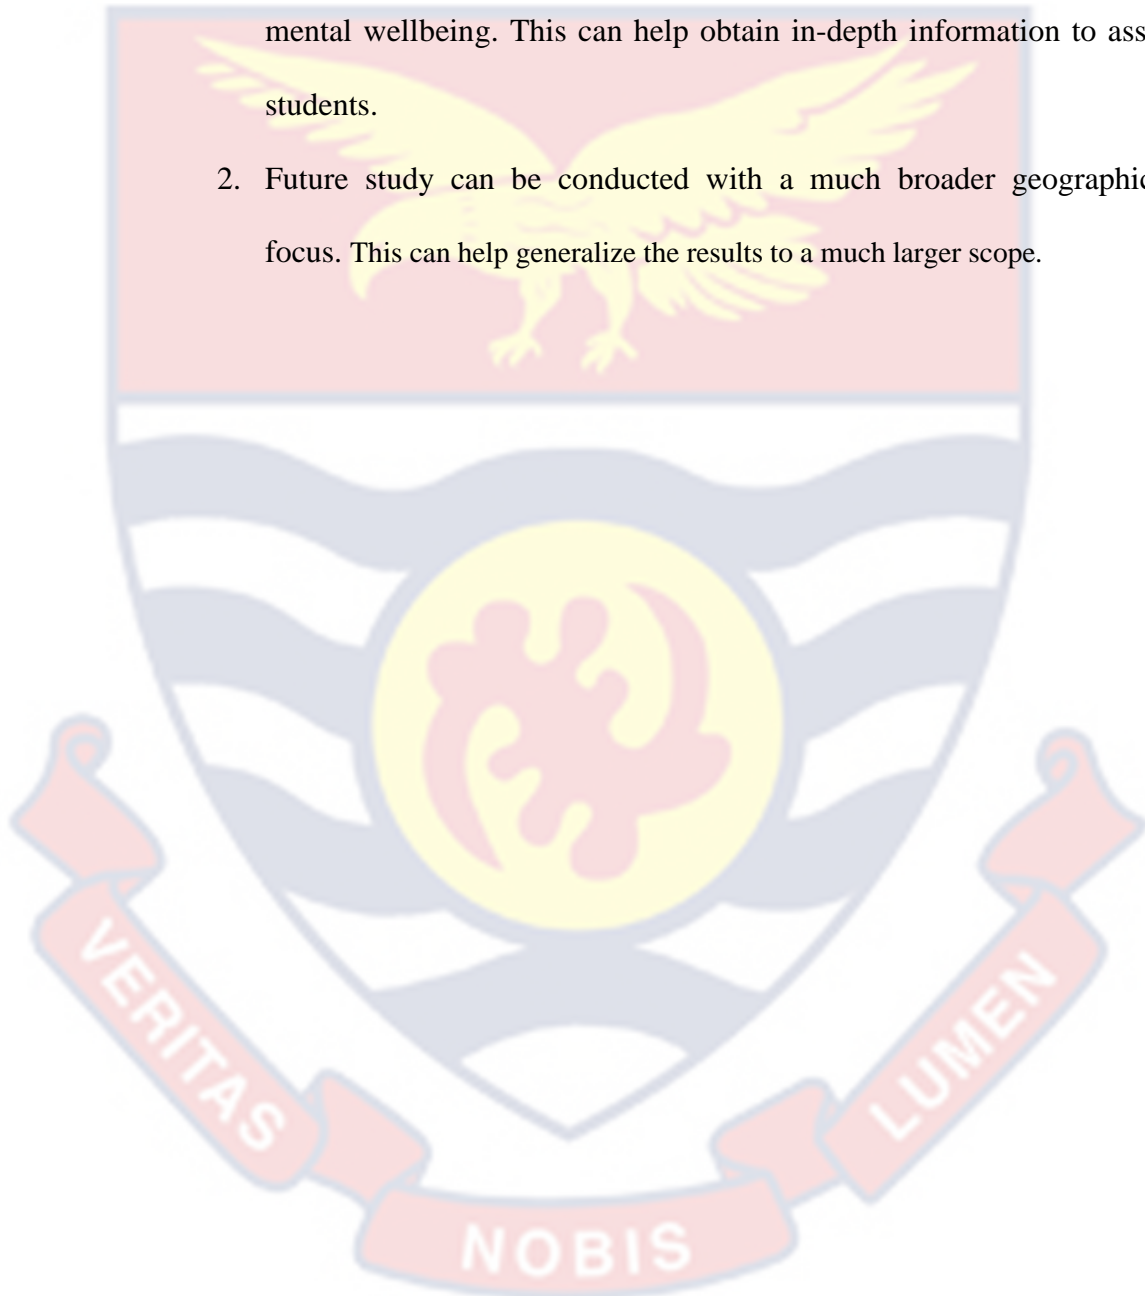 mental wellbeing. This can help obtain in-depth information to ass
students.
2. Future study can be conducted with a much broader geographic
focus. This can help generalize the results to a much larger scope.
VERITAS
NOBIS
LUMEN